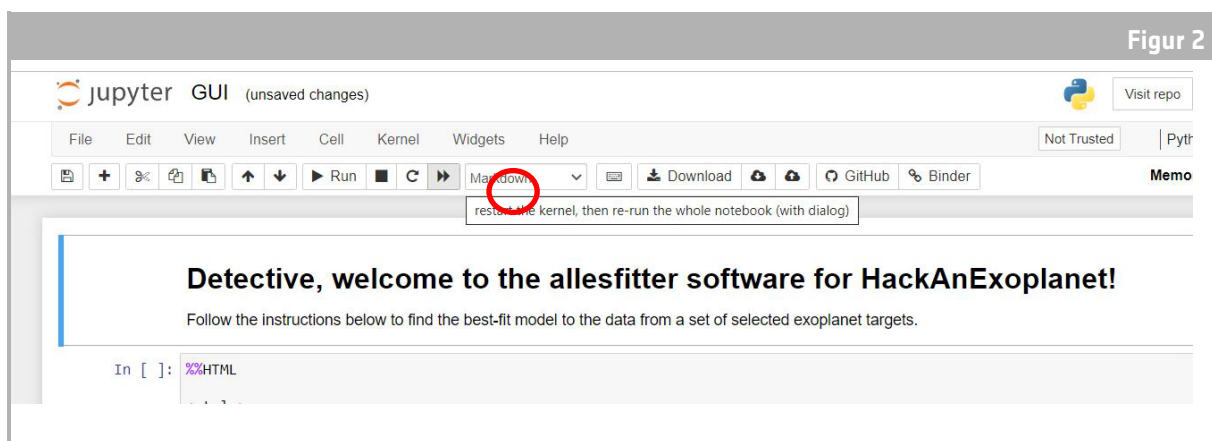 Figur 2
jupyter GUI (unsaved changes)
Visit repo
File Edit View Insert Cell Kernel Widgets Help
Not Trusted
Run Markdown Download GitHub Binder
restart the kernel, then re-run the whole notebook (with dialog)
Detective, welcome to the allesfitter software for HackAnExoplanet!
Follow the instructions below to find the best-fit model to the data from a set of selected exoplanet targets.
In [ ]: %%HTML